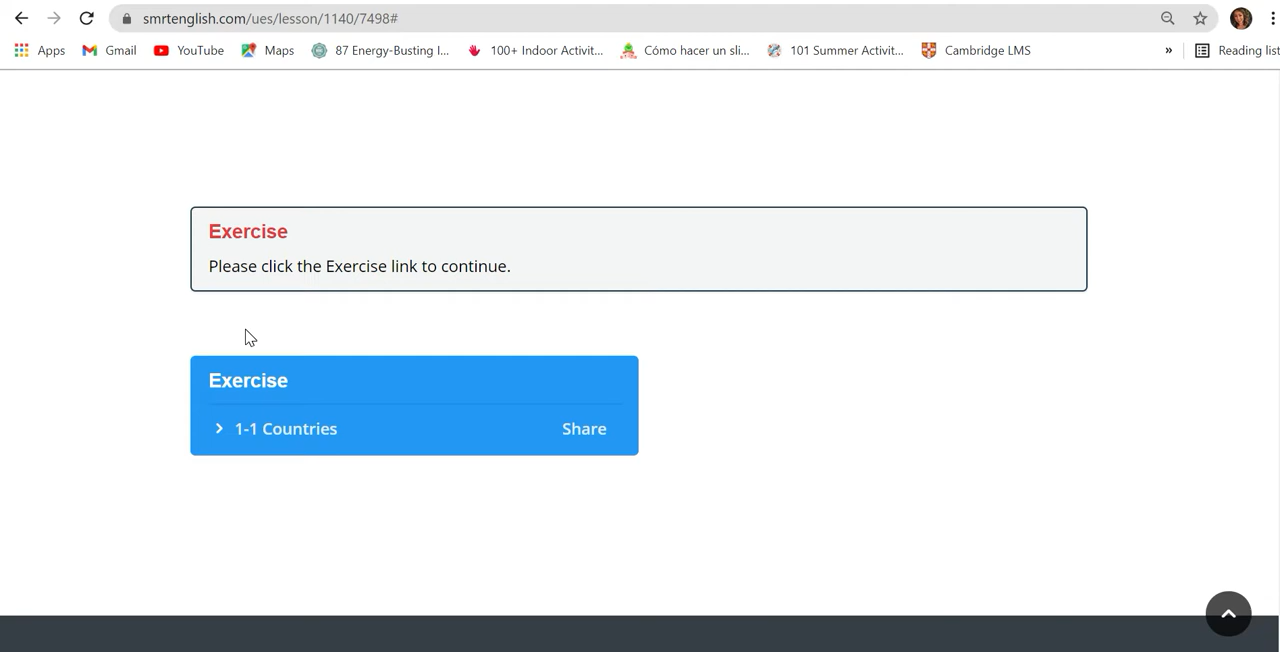 smrtenglish.com/ues/lesson/1140/7498#
Apps Gmail YouTube Maps 87 Energy-Busting I... 100+ Indoor Activit... Cómo hacer un sli... 101 Summer Activit... Cambridge LMS » Reading list
Exercise
Please click the Exercise link to continue.
Exercise
1-1 Countries Share